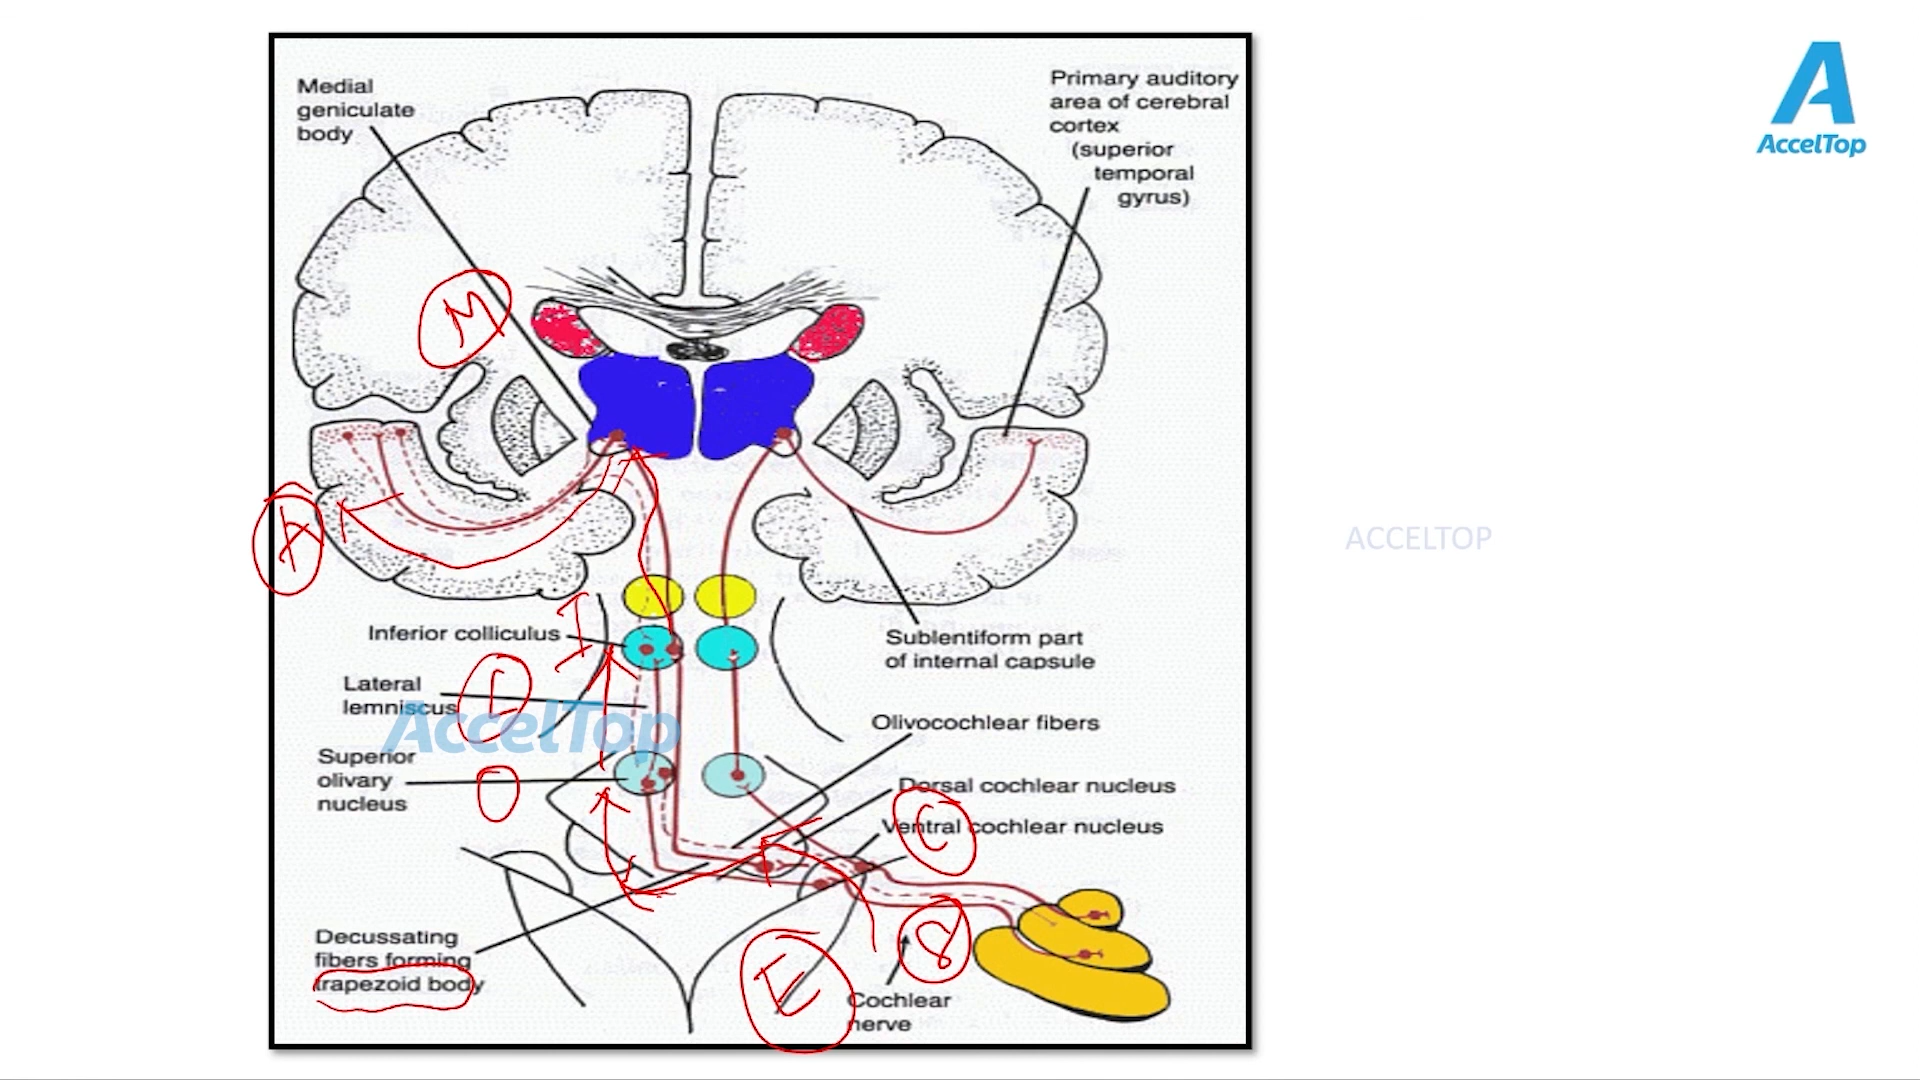 Medial
geniculate
body
Primary auditory
area of cerebral
cortex
(superior
temporal
gyrus)
AccelTop
M
A
ACCELTOP
I
Inferior colliculus
Sublentiform part
of internal capsule
Lateral
lemniscus
L
AccelTop
Olivocochlear fibers
Superior
olivary
nucleus
O
Dorsal cochlear nucleus
Ventral cochlear nucleus
C
Decussating
fibers forming
trapezoid body
E
8
Cochlear
nerve